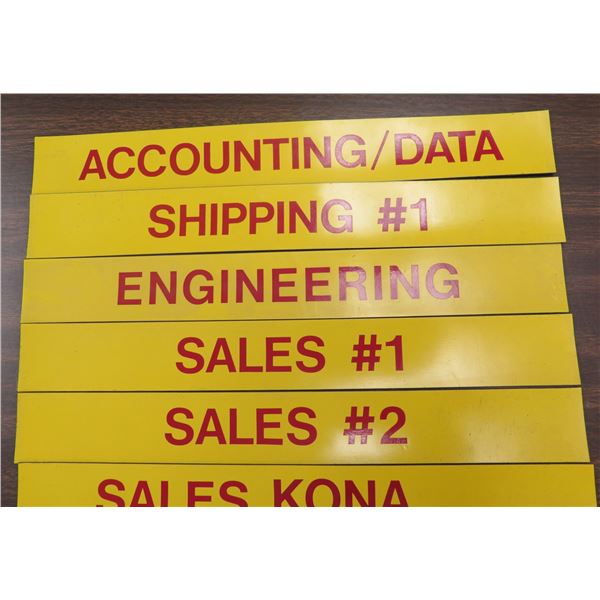 ACCOUNTING/DATA
SHIPPING #1
ENGINEERING
SALES #1
SALES #2
SALES KONA